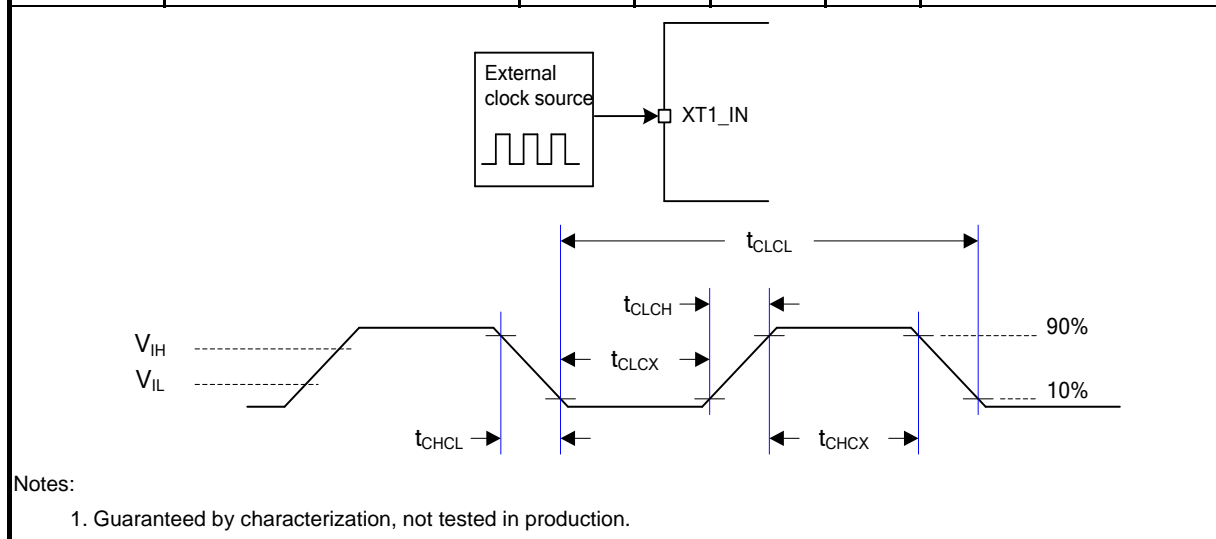 External
clock source
XT1_IN
tCLCL
tCLCH
90%
VIH
tCLCX
VIL
10%
tCHCL
tCHCX
Notes:
1. Guaranteed by characterization, not tested in production.